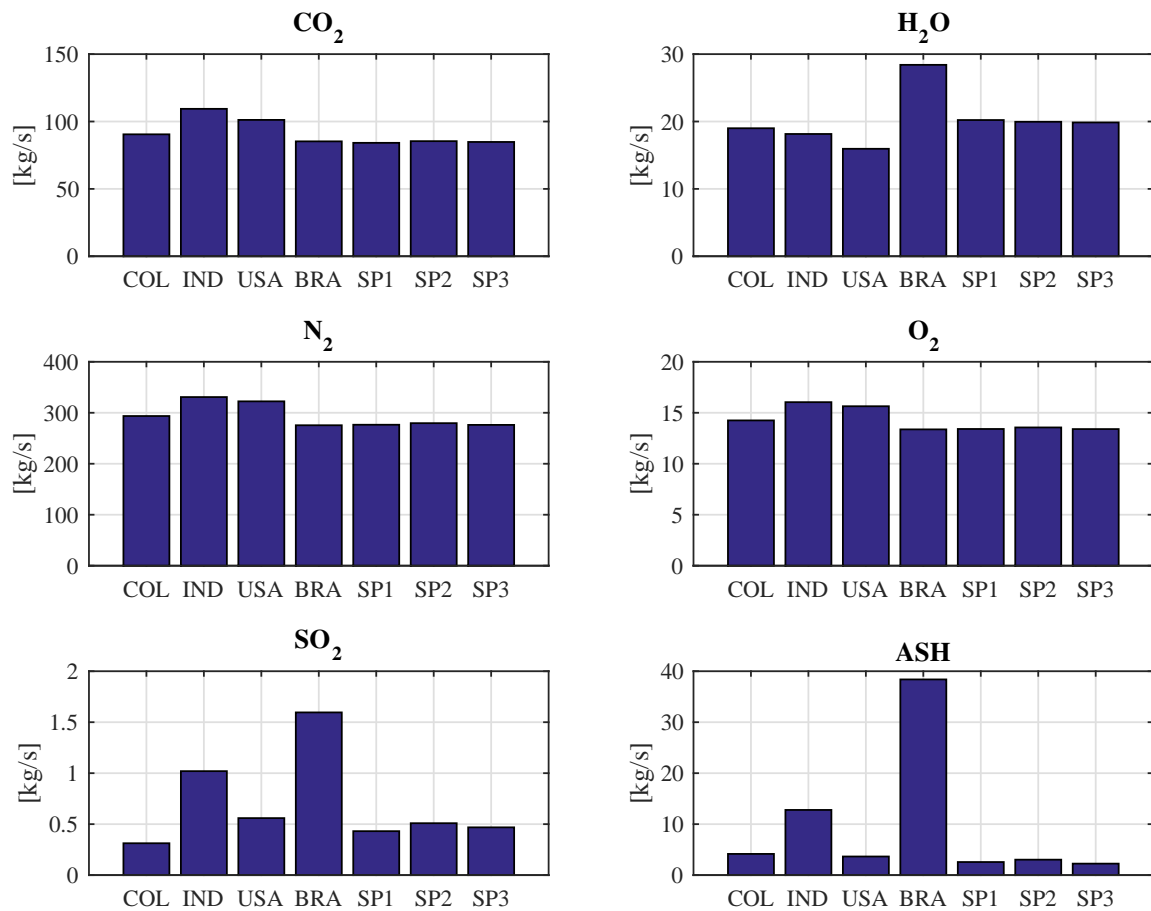 CO₂
150
100
50
0
[kg/s]
COL IND USA BRA SP1 SP2 SP3
H₂O
30
20
10
0
[kg/s]
COL IND USA BRA SP1 SP2 SP3
N₂
400
300
200
100
0
[kg/s]
COL IND USA BRA SP1 SP2 SP3
O₂
20
15
10
5
0
[kg/s]
COL IND USA BRA SP1 SP2 SP3
SO₂
2
1.5
1
0.5
0
[kg/s]
COL IND USA BRA SP1 SP2 SP3
ASH
40
30
20
10
0
[kg/s]
COL IND USA BRA SP1 SP2 SP3